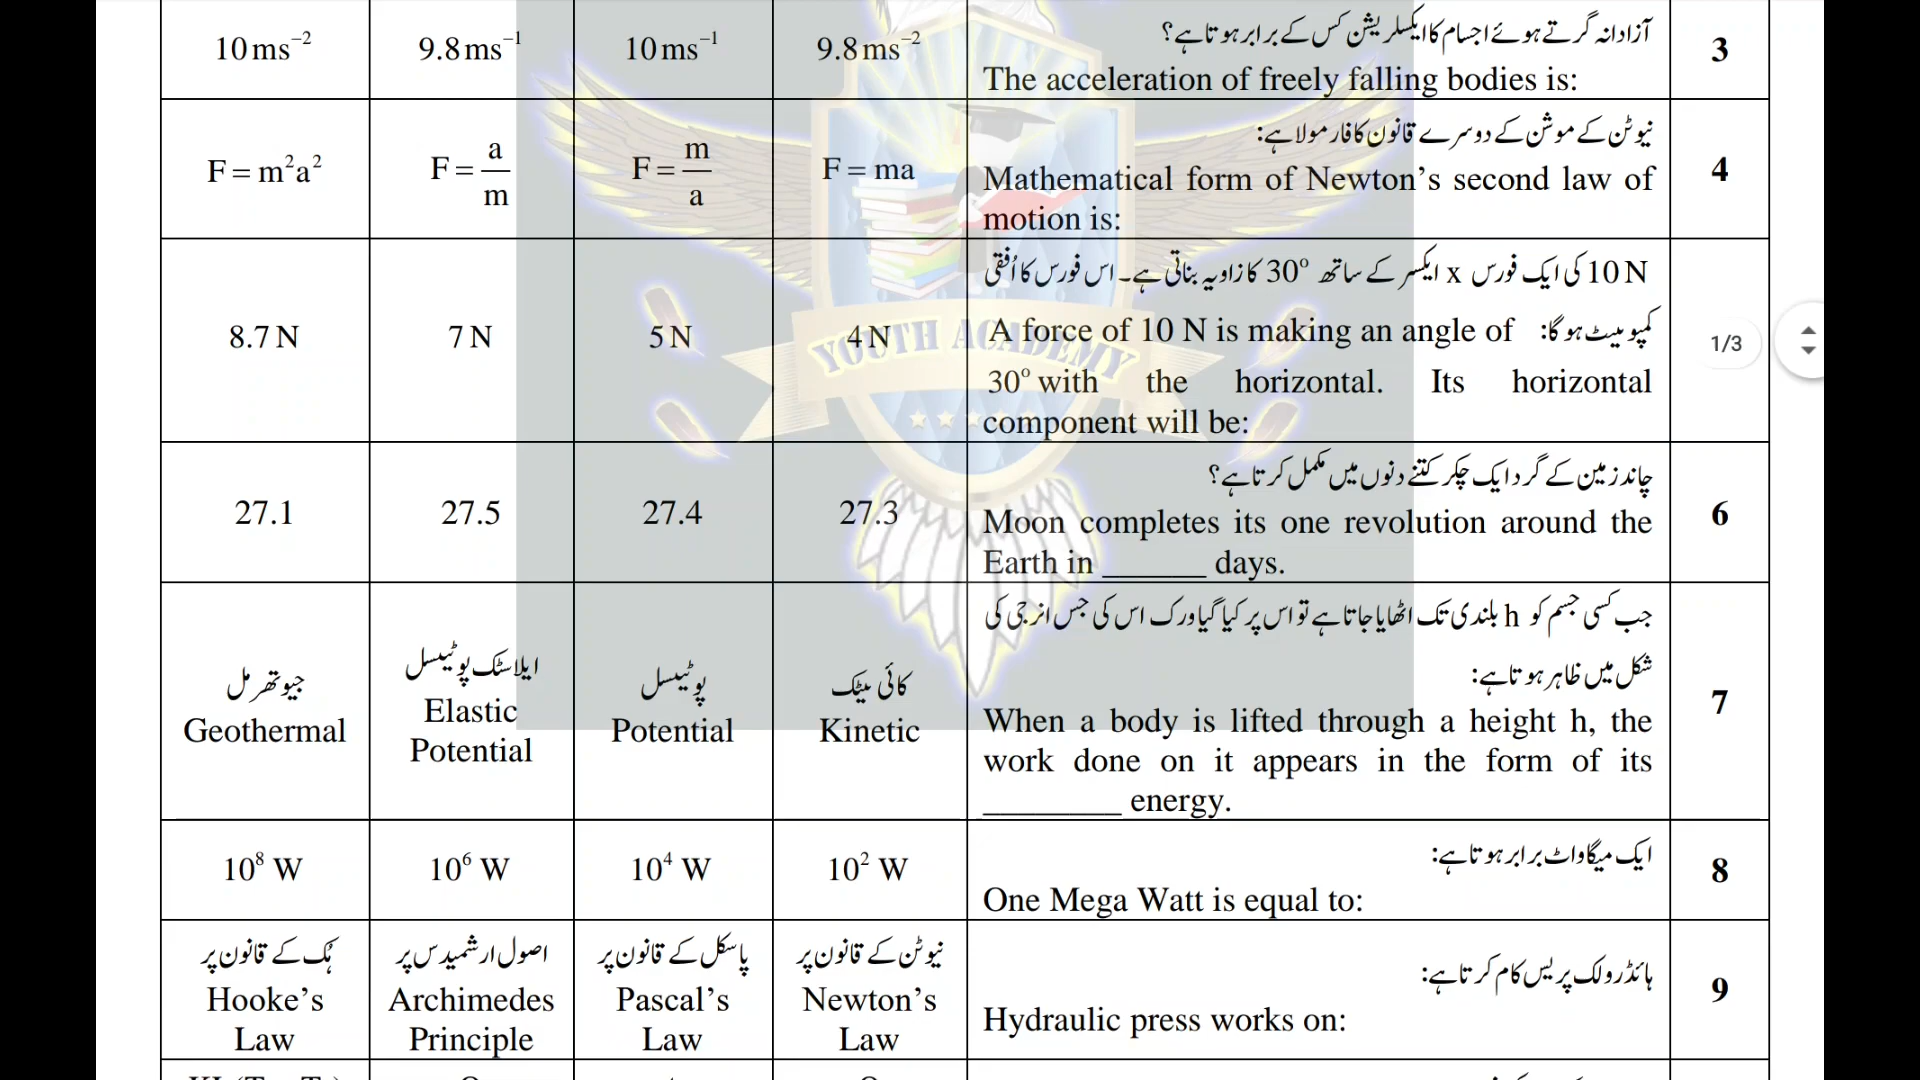 10 ms⁻² 9.8 ms⁻¹ 10 ms⁻¹ 9.8 ms⁻² آزادانہ گرتے ہوئے اجسام کا ایکسلریشن کس کے برابر ہوتا ہے؟ 3
The acceleration of freely falling bodies is:
F = m²a² F = a/m F = m/a F = ma نیوٹن کے موشن کے دوسرے قانون کا فارمولا ہے: 4
Mathematical form of Newton’s second law of
motion is:
10 N کی ایک فورس x ایکسز کے ساتھ 30° کا زاویہ بناتی ہے۔ اس فورس کا اُفقی
8.7 N 7 N 5 N 4 N کمپونینٹ ہو گا: A force of 10 N is making an angle of
30° with the horizontal. Its horizontal
component will be:
1/3
YOUTH ACADEMY
27.1 27.5 27.4 27.3 چاند زمین کے گرد ایک چکر کتنے دنوں میں مکمل کرتا ہے؟ 6
Moon completes its one revolution around the
Earth in ______ days.
جب کسی جسم کو h بلندی تک اٹھایا جاتا ہے تو اس پر کیا گیا ورک اس کی جس انرجی کی
شکل میں ظاہر ہوتا ہے: 7
جیوتھرمل ایلاسٹک پوٹینشل پوٹینشل کائی نیٹک
Geothermal Elastic Potential Potential Kinetic
When a body is lifted through a height h, the
work done on it appears in the form of its
________ energy.
10⁸ W 10⁶ W 10⁴ W 10² W ایک میگاواٹ برابر ہوتا ہے: 8
One Mega Watt is equal to:
ہُک کے قانون پر اصول ارشمیدس پر پاسکل کے قانون پر نیوٹن کے قانون پر ہائڈرولک پریس کام کرتا ہے: 9
Hooke’s Archimedes Pascal’s Newton’s
Law Principle Law Law
Hydraulic press works on: